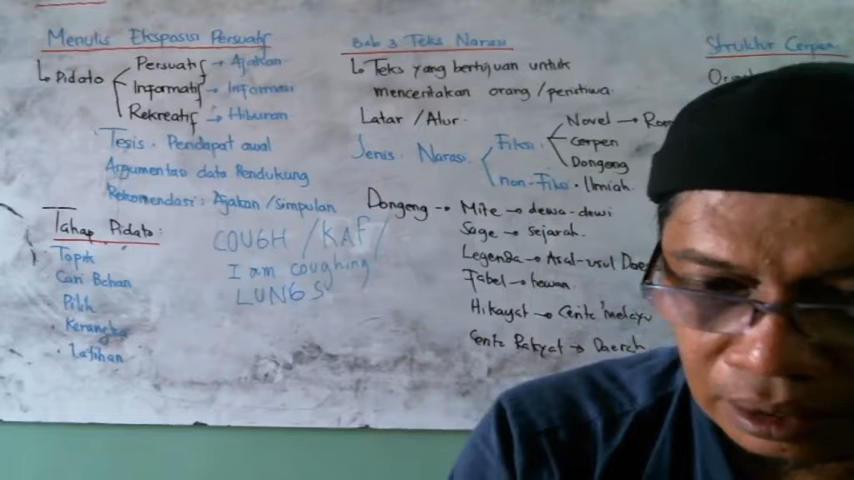 Menulis Eksposisi Persuatif
↳ Pidato
Persuatif → Ajakan
Informatif → Informasi
Rekreatif → Hiburan
Tesis. Pendapat awal
Argumentasi data Pendukung
Rekomendasi: Ajakan/Simpulan
Tahap Pidato:
Topik
Cari Bahan
Pilih
Kerangka
Latihan
COUGH / KAF /
I am coughing
LUNGS
Bab 3 Teks Narasi
↳ Teks yang bertujuan untuk
menceritakan orang/peristiwa.
Latar / Alur.
Jenis. Narasi
Fiksi.
Novel →
Cerpen
Dongeng
non-Fiksi. Ilmiah.
Dongeng → Mite → dewa-dewi
Sage → sejarah.
Legenda → Asal-usul
Fabel → hewan.
Hikayat → Cerita melayu
Cerita Rakyat → Daerah
Struktur Cerpen.